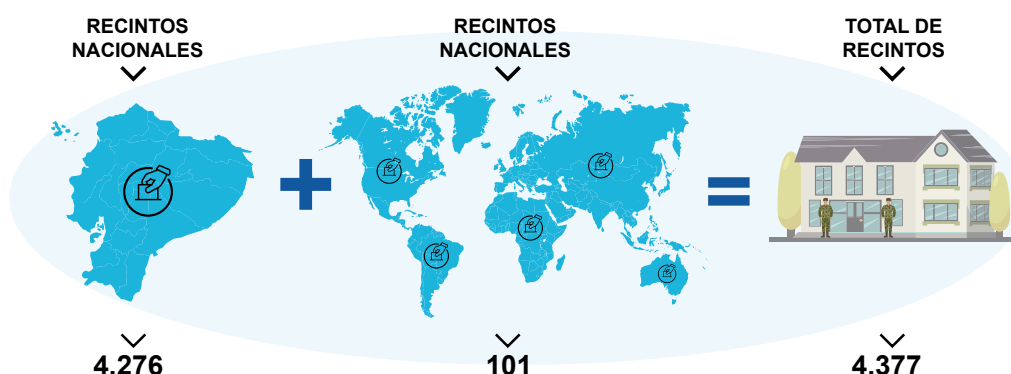 RECINTOS
NACIONALES
RECINTOS
NACIONALES
TOTAL DE
RECINTOS
4.276
101
4.377